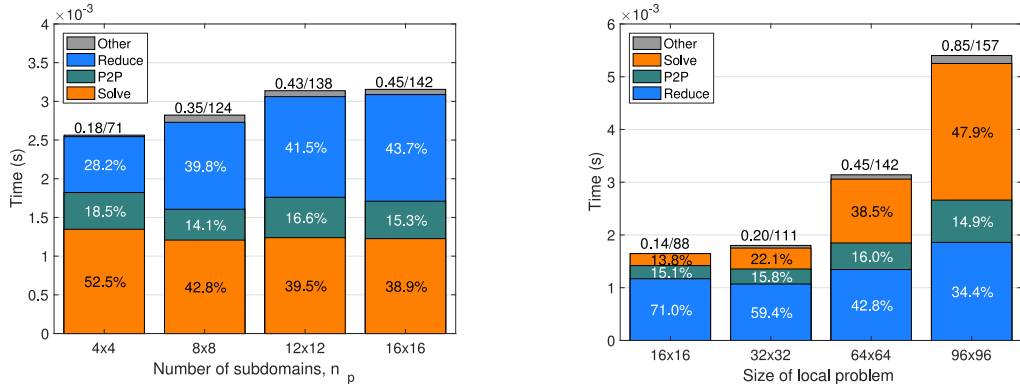 ×10⁻³
4
3.5
3
2.5
2
1.5
1
0.5
0
Time (s)
Other
Reduce
P2P
Solve
0.18/71
0.35/124
0.43/138
0.45/142
28.2%
39.8%
41.5%
43.7%
18.5%
14.1%
16.6%
15.3%
52.5%
42.8%
39.5%
38.9%
4x4
8x8
12x12
16x16
Number of subdomains, n_p
×10⁻³
6
5
4
3
2
1
0
Time (s)
Other
Solve
P2P
Reduce
0.14/88
0.20/111
0.45/142
0.85/157
13.8%
22.1%
38.5%
47.9%
15.1%
15.8%
16.0%
14.9%
71.0%
59.4%
42.8%
34.4%
16x16
32x32
64x64
96x96
Size of local problem